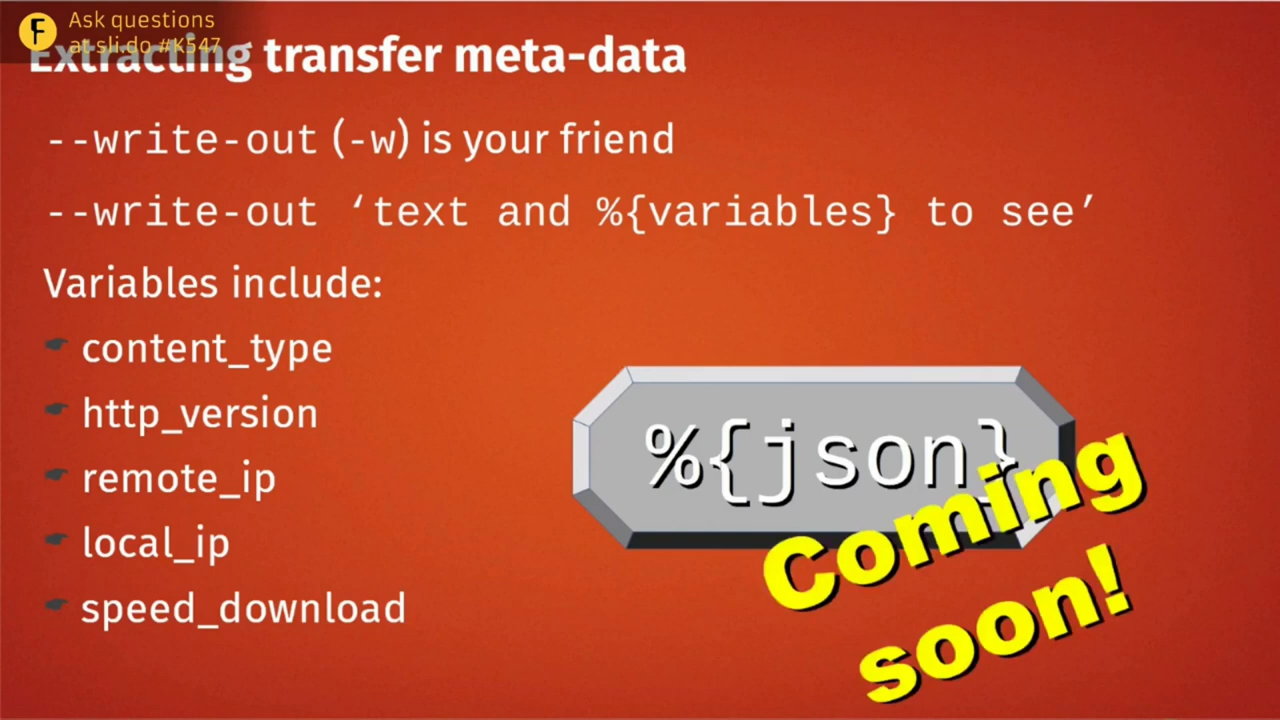 F
Ask questions
at sli.do #K547
Extracting transfer meta-data
--write-out (-w) is your friend
--write-out ‘text and %{variables} to see’
Variables include:
content_type
http_version
remote_ip
local_ip
speed_download
%{json}
Coming
soon!